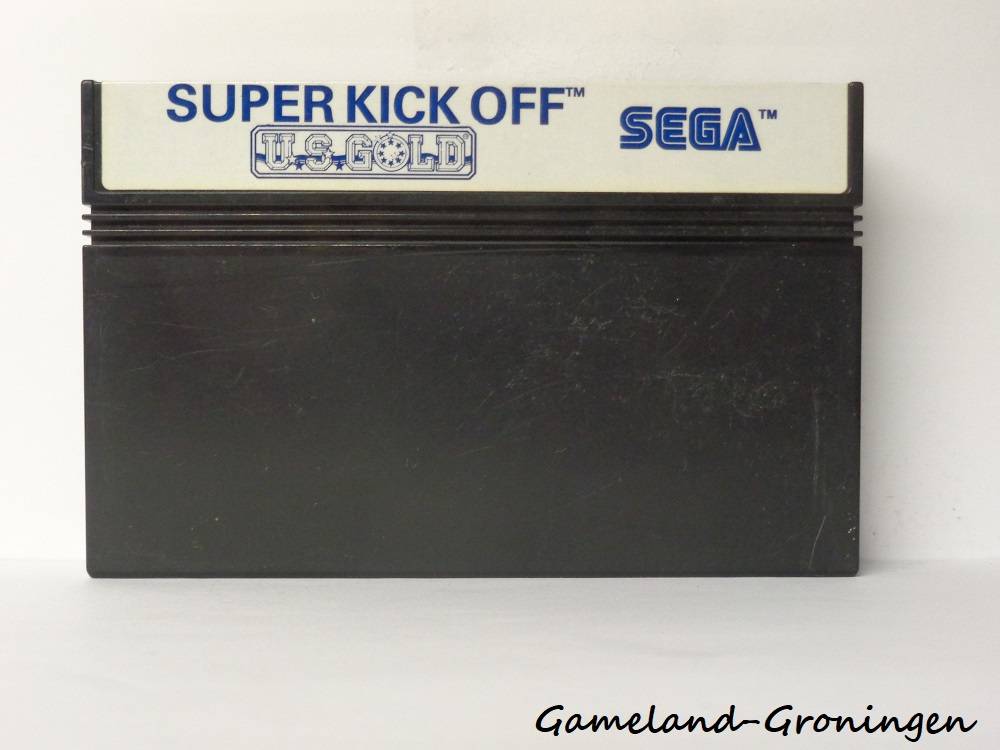 SUPER KICK OFF™
U.S. GOLD®
SEGA™
Gameland-Groningen